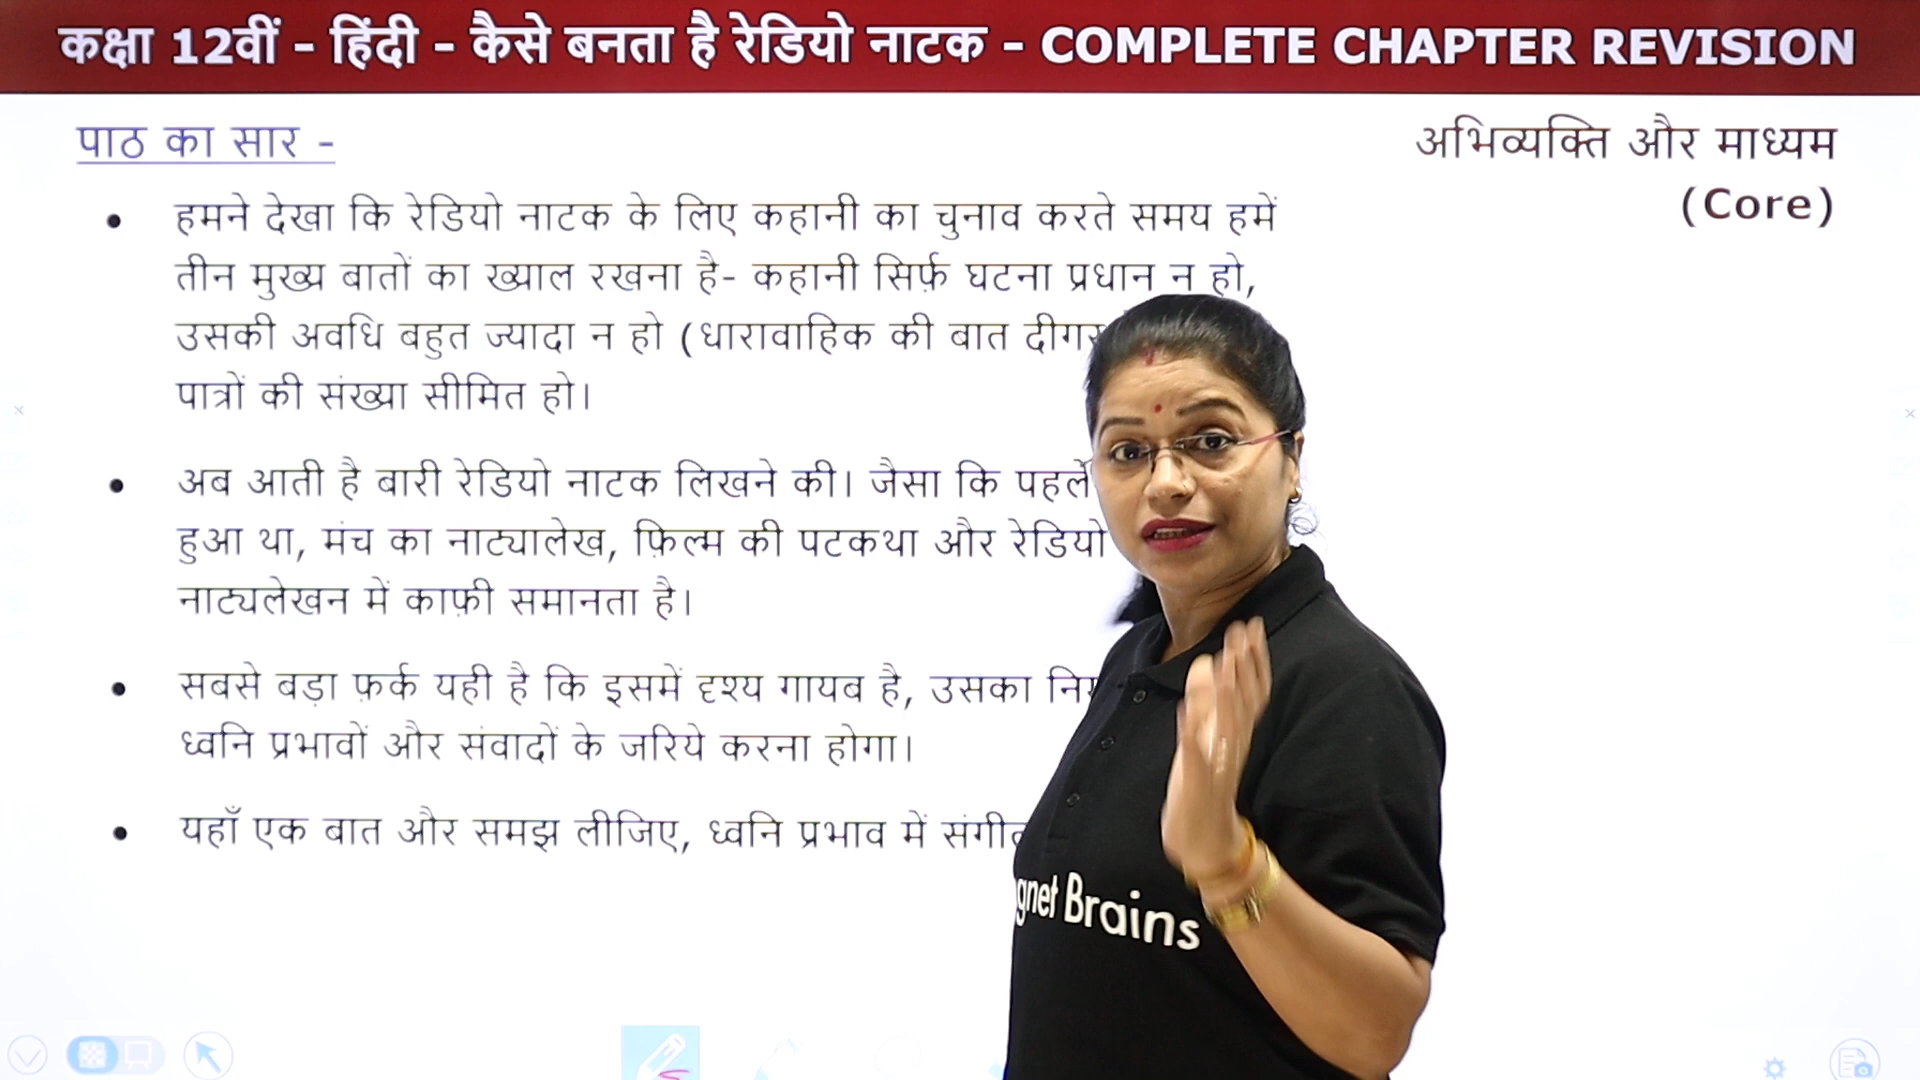 कक्षा 12वीं - हिंदी - कैसे बनता है रेडियो नाटक - COMPLETE CHAPTER REVISION
पाठ का सार -
अभिव्यक्ति और माध्यम
(Core)
हमने देखा कि रेडियो नाटक के लिए कहानी का चुनाव करते समय हमें
तीन मुख्य बातों का ख्याल रखना है- कहानी सिर्फ़ घटना प्रधान न हो,
उसकी अवधि बहुत ज्यादा न हो (धारावाहिक की बात
पात्रों की संख्या सीमित हो।
अब आती है बारी रेडियो नाटक लिखने की। जैसा कि पहले
हुआ था, मंच का नाट्यालेख, फ़िल्म की पटकथा और रेडियो
नाट्यलेखन में काफ़ी समानता है।
सबसे बड़ा फ़र्क यही है कि इसमें दृश्य गायब है, उसका
ध्वनि प्रभावों और संवादों के जरिये करना होगा।
यहाँ एक बात और समझ लीजिए, ध्वनि प्रभाव में
Brains